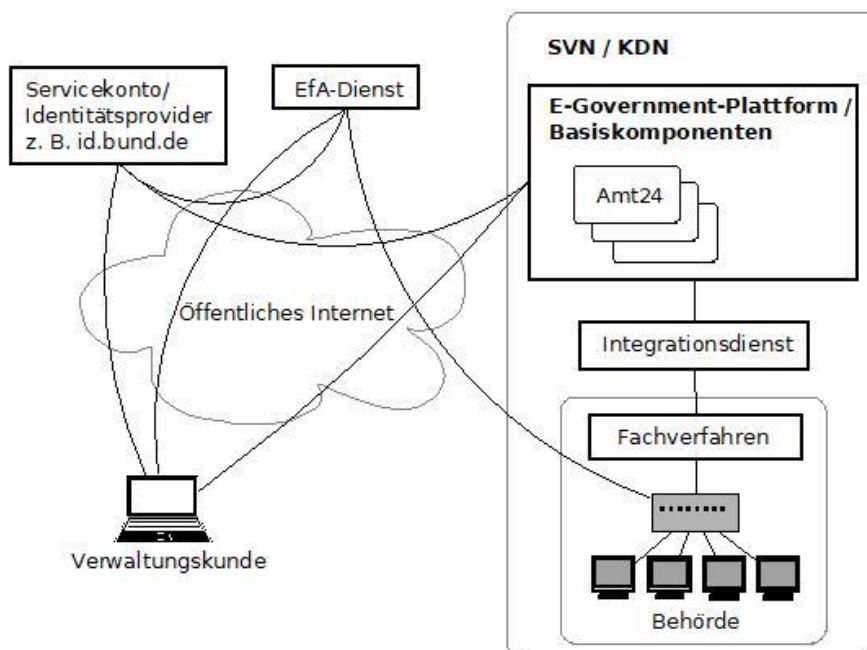 Servicekonto/
Identitätsprovider
z. B. id.bund.de
EfA-Dienst
SVN / KDN
E-Government-Plattform /
Basiskomponenten
Amt24
Öffentliches Internet
Integrationsdienst
Fachverfahren
Verwaltungskunde
Behörde